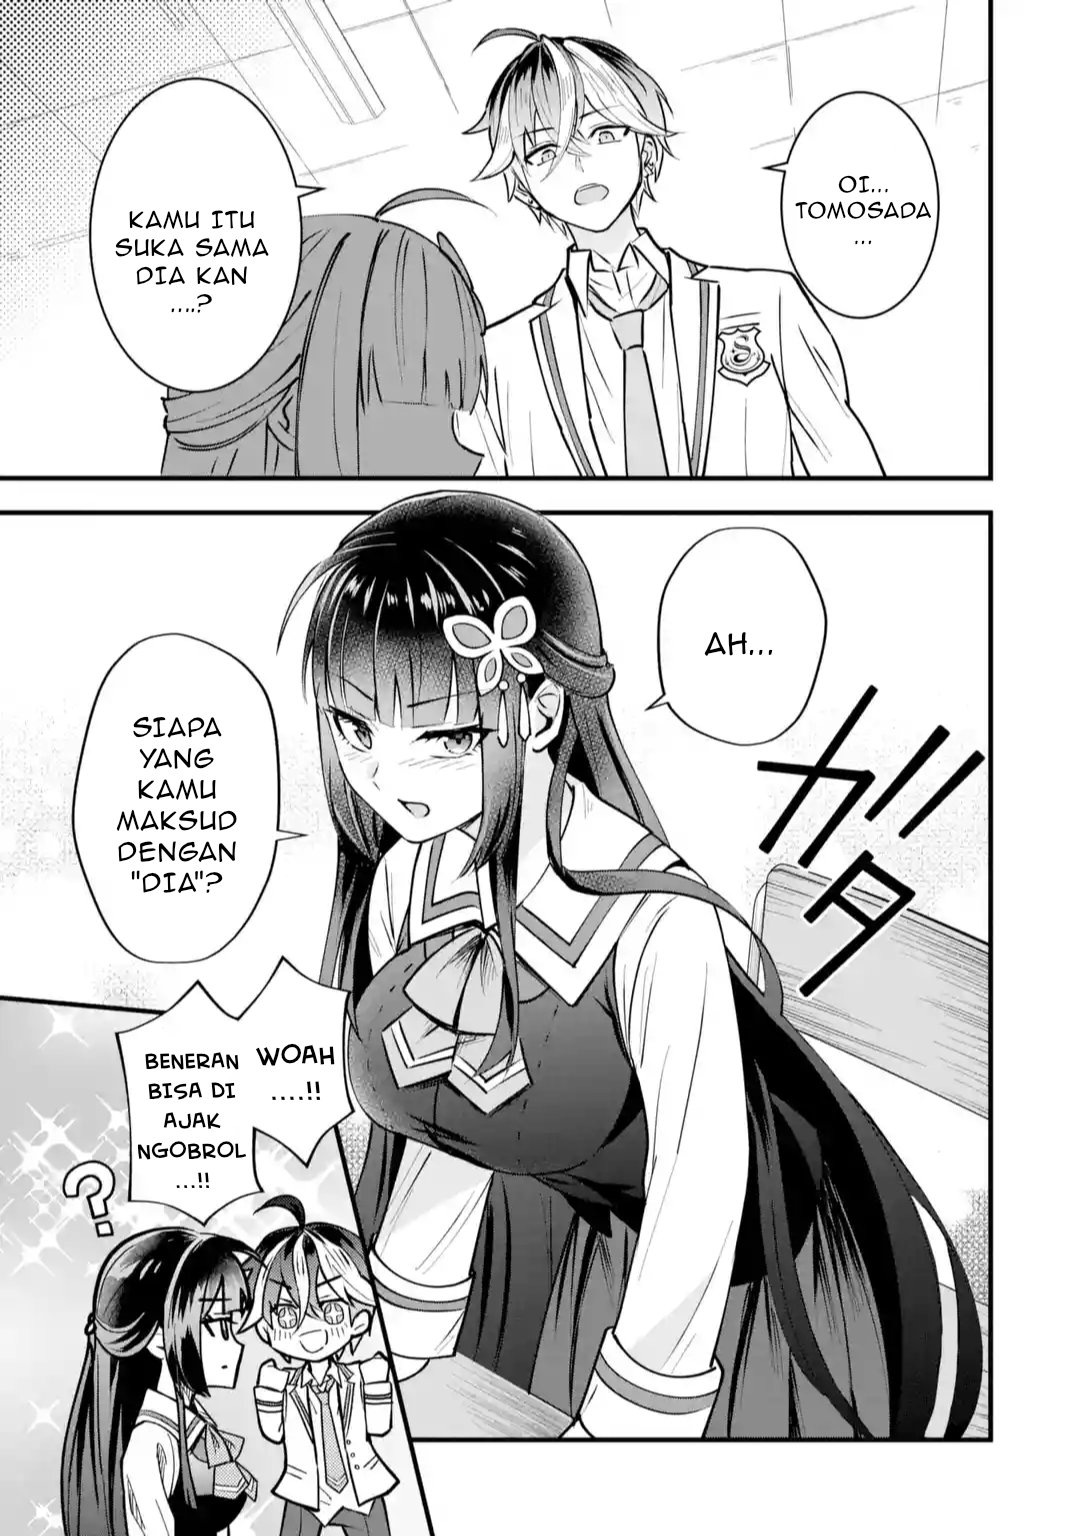 OI...
TOMOSADA
...
KAMU ITU
SUKA SAMA
DIA KAN
....?
AH...
ガタ
SIAPA
YANG
KAMU
MAKSUD
DENGAN
"DIA"?
WOAH
....!!
BENERAN
BISA DI
AJAK
NGOBROL
...!!
?
S